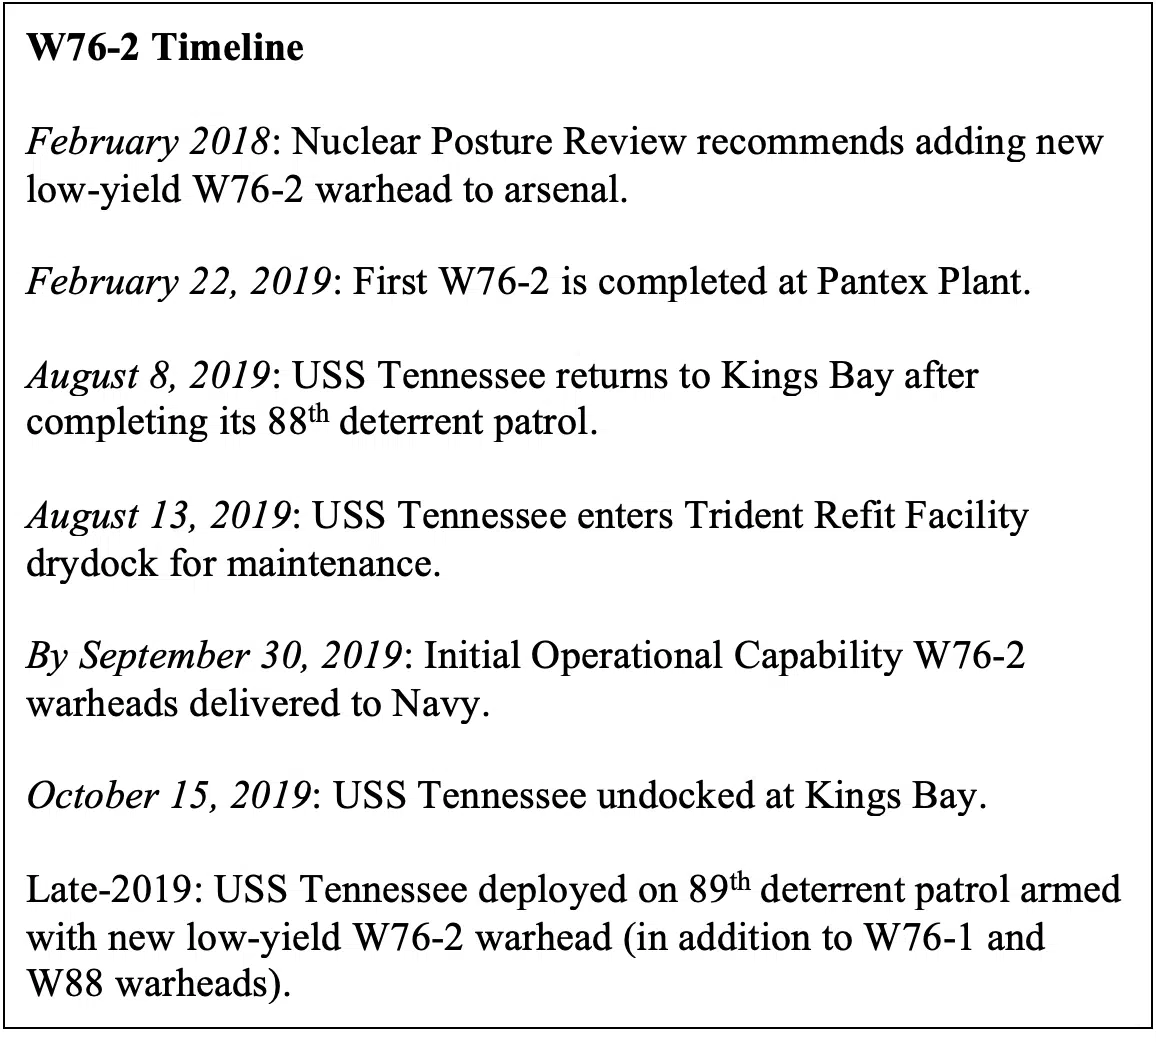 W76-2 Timeline
February 2018: Nuclear Posture Review recommends adding new
low-yield W76-2 warhead to arsenal.
February 22, 2019: First W76-2 is completed at Pantex Plant.
August 8, 2019: USS Tennessee returns to Kings Bay after
completing its 88th deterrent patrol.
August 13, 2019: USS Tennessee enters Trident Refit Facility
drydock for maintenance.
By September 30, 2019: Initial Operational Capability W76-2
warheads delivered to Navy.
October 15, 2019: USS Tennessee undocked at Kings Bay.
Late-2019: USS Tennessee deployed on 89th deterrent patrol armed
with new low-yield W76-2 warhead (in addition to W76-1 and
W88 warheads).